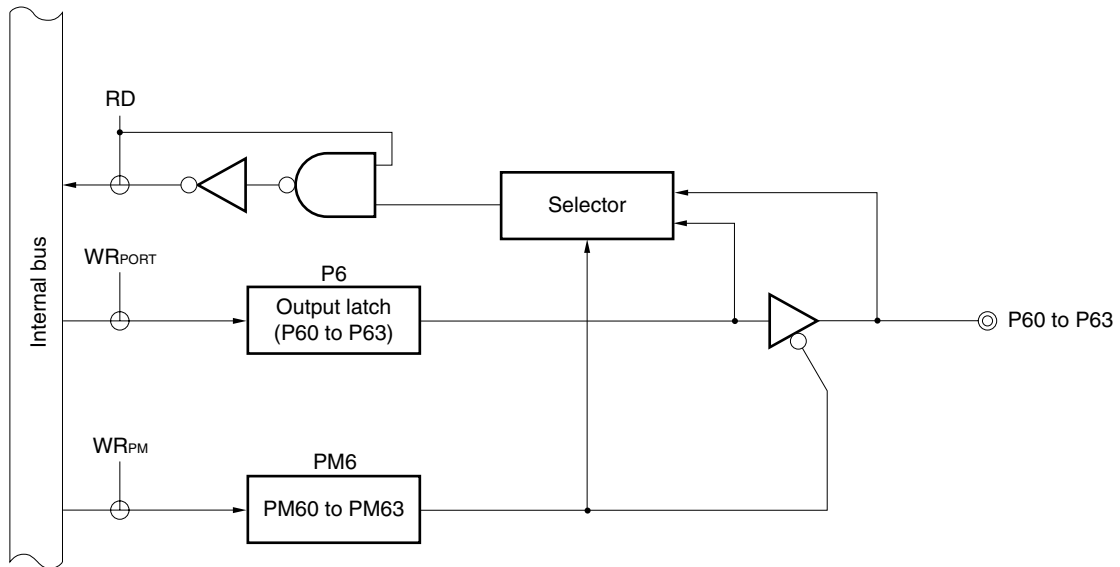 RD
Selector
Internal bus
WRPORT
P6
Output latch
(P60 to P63)
P60 to P63
WRPM
PM6
PM60 to PM63